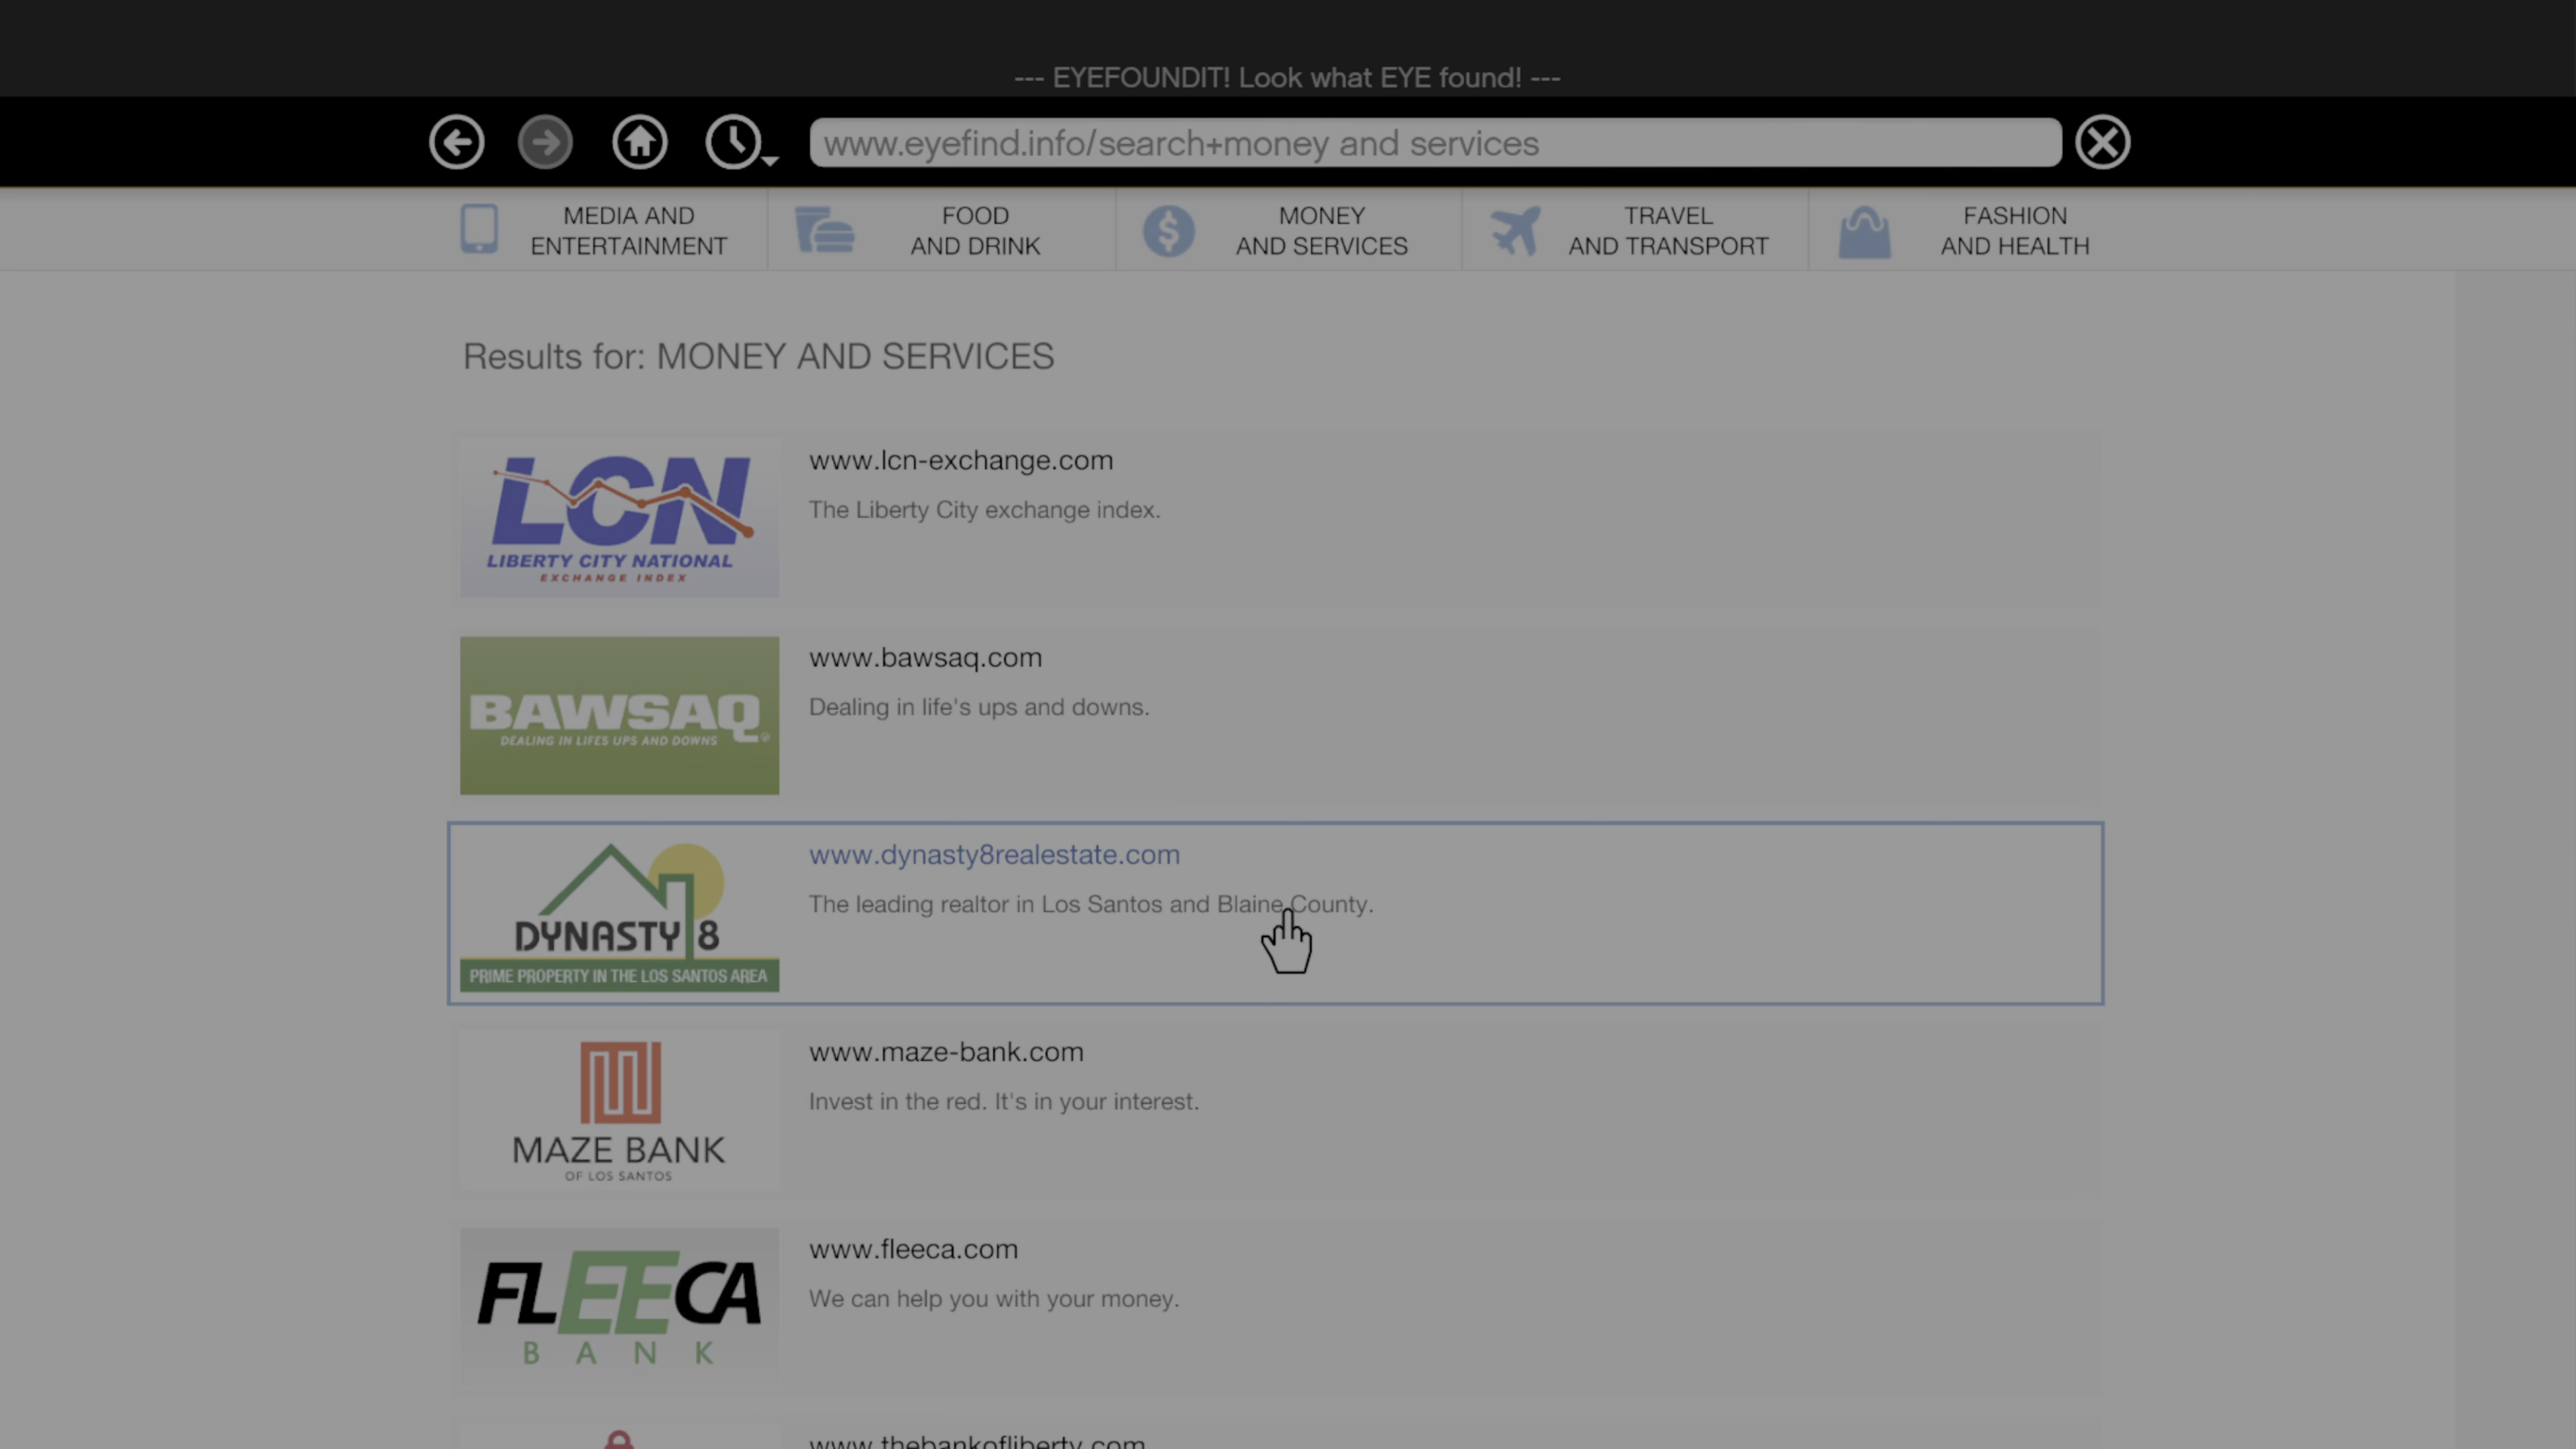 --- EYEFOUNDIT! Look what EYE found! ---
www.eyefind.info/search+money and services
MEDIA AND
ENTERTAINMENT
FOOD
AND DRINK
MONEY
AND SERVICES
TRAVEL
AND TRANSPORT
FASHION
AND HEALTH
Results for: MONEY AND SERVICES
LCN
LIBERTY CITY NATIONAL
EXCHANGE INDEX
www.lcn-exchange.com
The Liberty City exchange index.
BAWSAQ
DEALING IN LIFES UPS AND DOWNS
www.bawsaq.com
Dealing in life's ups and downs.
DYNASTY 8
PRIME PROPERTY IN THE LOS SANTOS AREA
www.dynasty8realestate.com
The leading realtor in Los Santos and Blaine County.
MAZE BANK
OF LOS SANTOS
www.maze-bank.com
Invest in the red. It's in your interest.
FLEECA
BANK
www.fleeca.com
We can help you with your money.
www.thebankofliberty.com